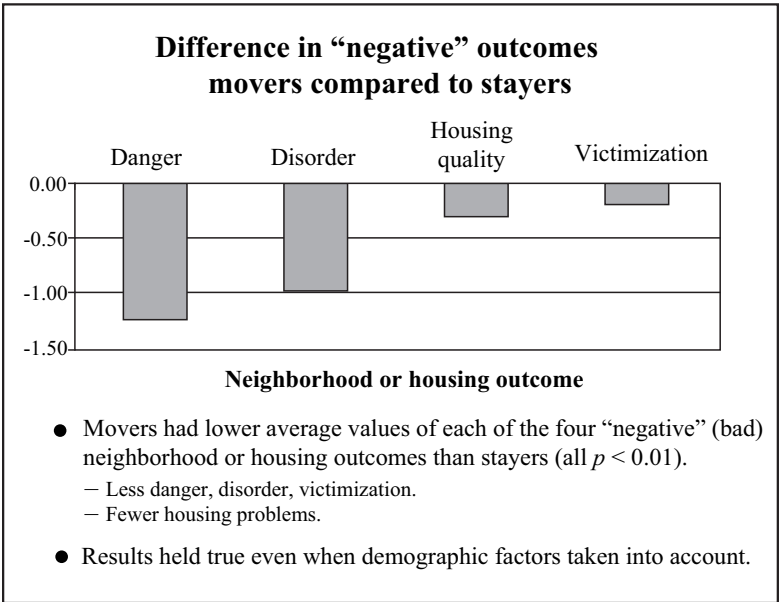 Difference in “negative” outcomes
movers compared to stayers
Danger
Disorder
Housing
quality
Victimization
0.00
-0.50
-1.00
-1.50
Neighborhood or housing outcome
● Movers had lower average values of each of the four “negative” (bad)
neighborhood or housing outcomes than stayers (all p < 0.01).
– Less danger, disorder, victimization.
– Fewer housing problems.
● Results held true even when demographic factors taken into account.